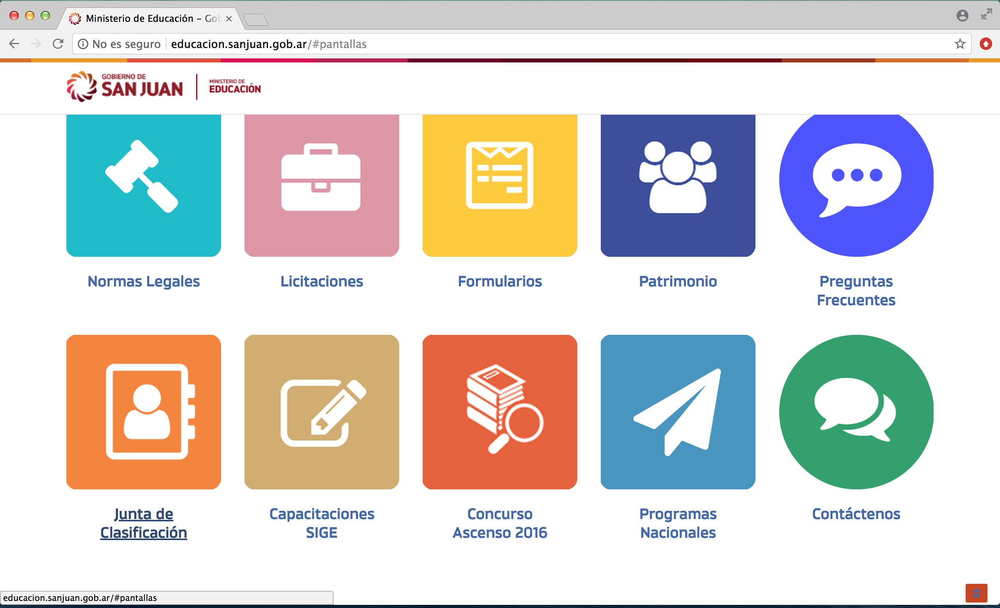 Ministerio de Educación – Gob
No es seguro
educacion.sanjuan.gob.ar/#pantallas
GOBIERNO DE
SAN JUAN
MINISTERIO DE
EDUCACIÓN
Normas Legales
Licitaciones
Formularios
Patrimonio
Preguntas
Frecuentes
Junta de
Clasificación
Capacitaciones
SIGE
Concurso
Ascenso 2016
Programas
Nacionales
Contáctenos
educacion.sanjuan.gob.ar/#pantallas